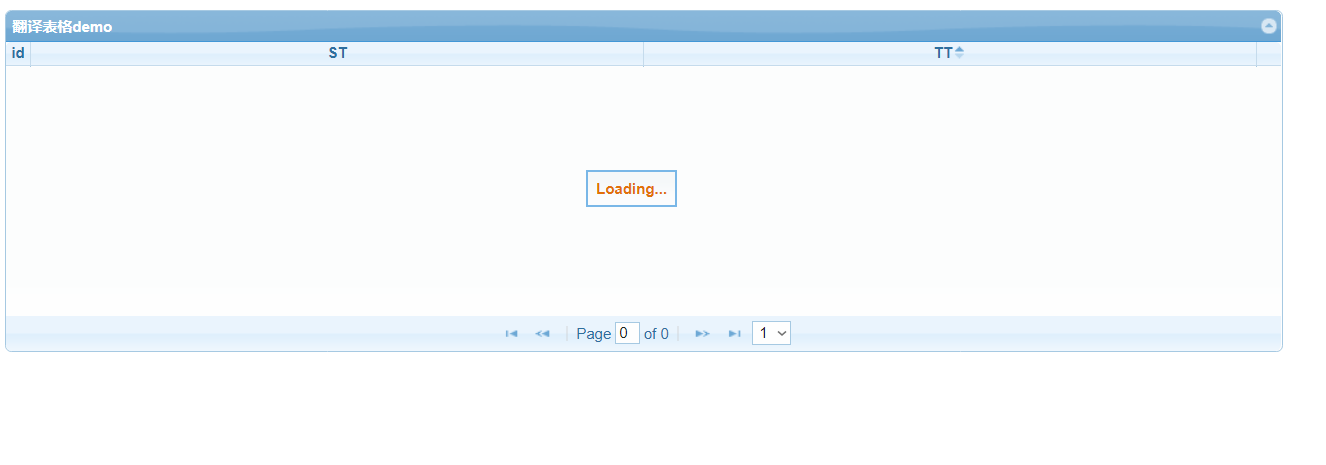 翻译表格demo
id ST TT
Loading...
Page 0 of 0 1